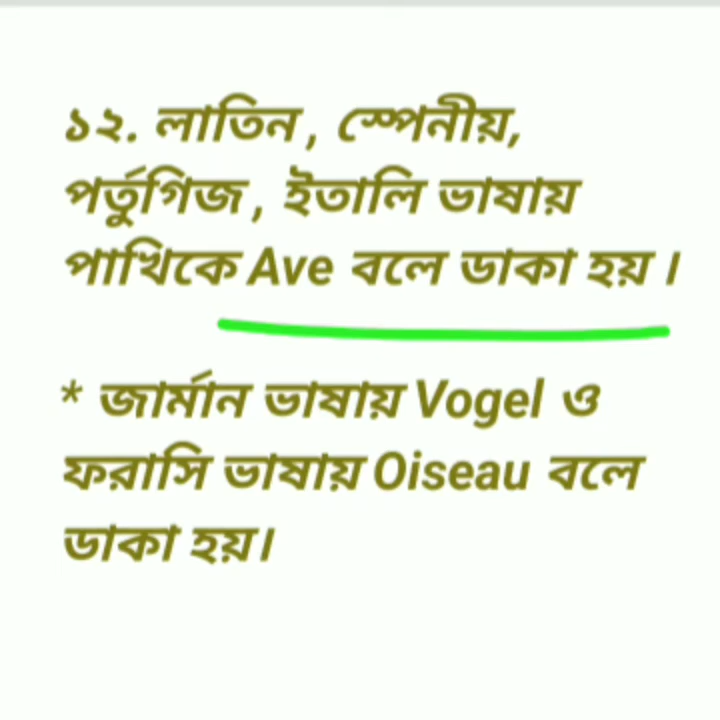 ১২. লাতিন, স্পেনীয়,
পর্তুগিজ, ইতালি ভাষায়
পাখিকে Ave বলে ডাকা হয়।
* জার্মান ভাষায় Vogel ও
ফরাসি ভাষায় Oiseau বলে
ডাকা হয়।